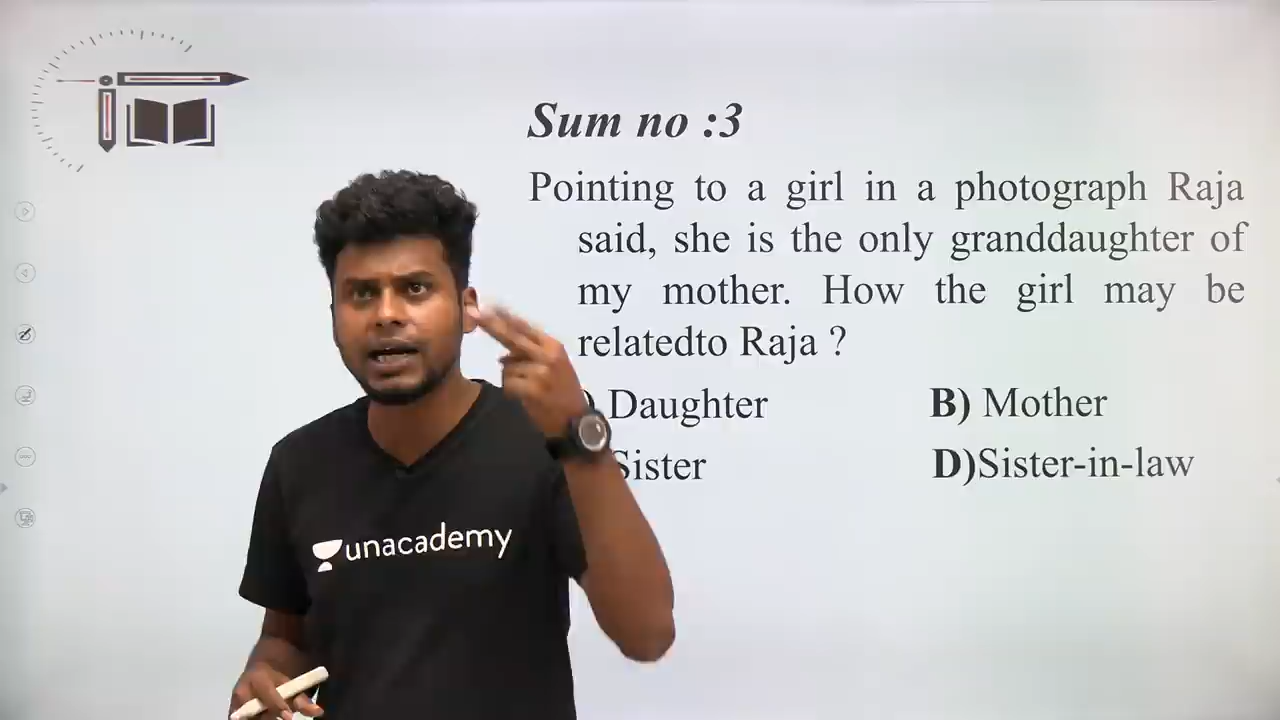 Sum no :3
Pointing to a girl in a photograph Raja
said, she is the only granddaughter of
my mother. How the girl may be
relatedto Raja ?
) Daughter
B) Mother
Sister
D)Sister-in-law
unacademy